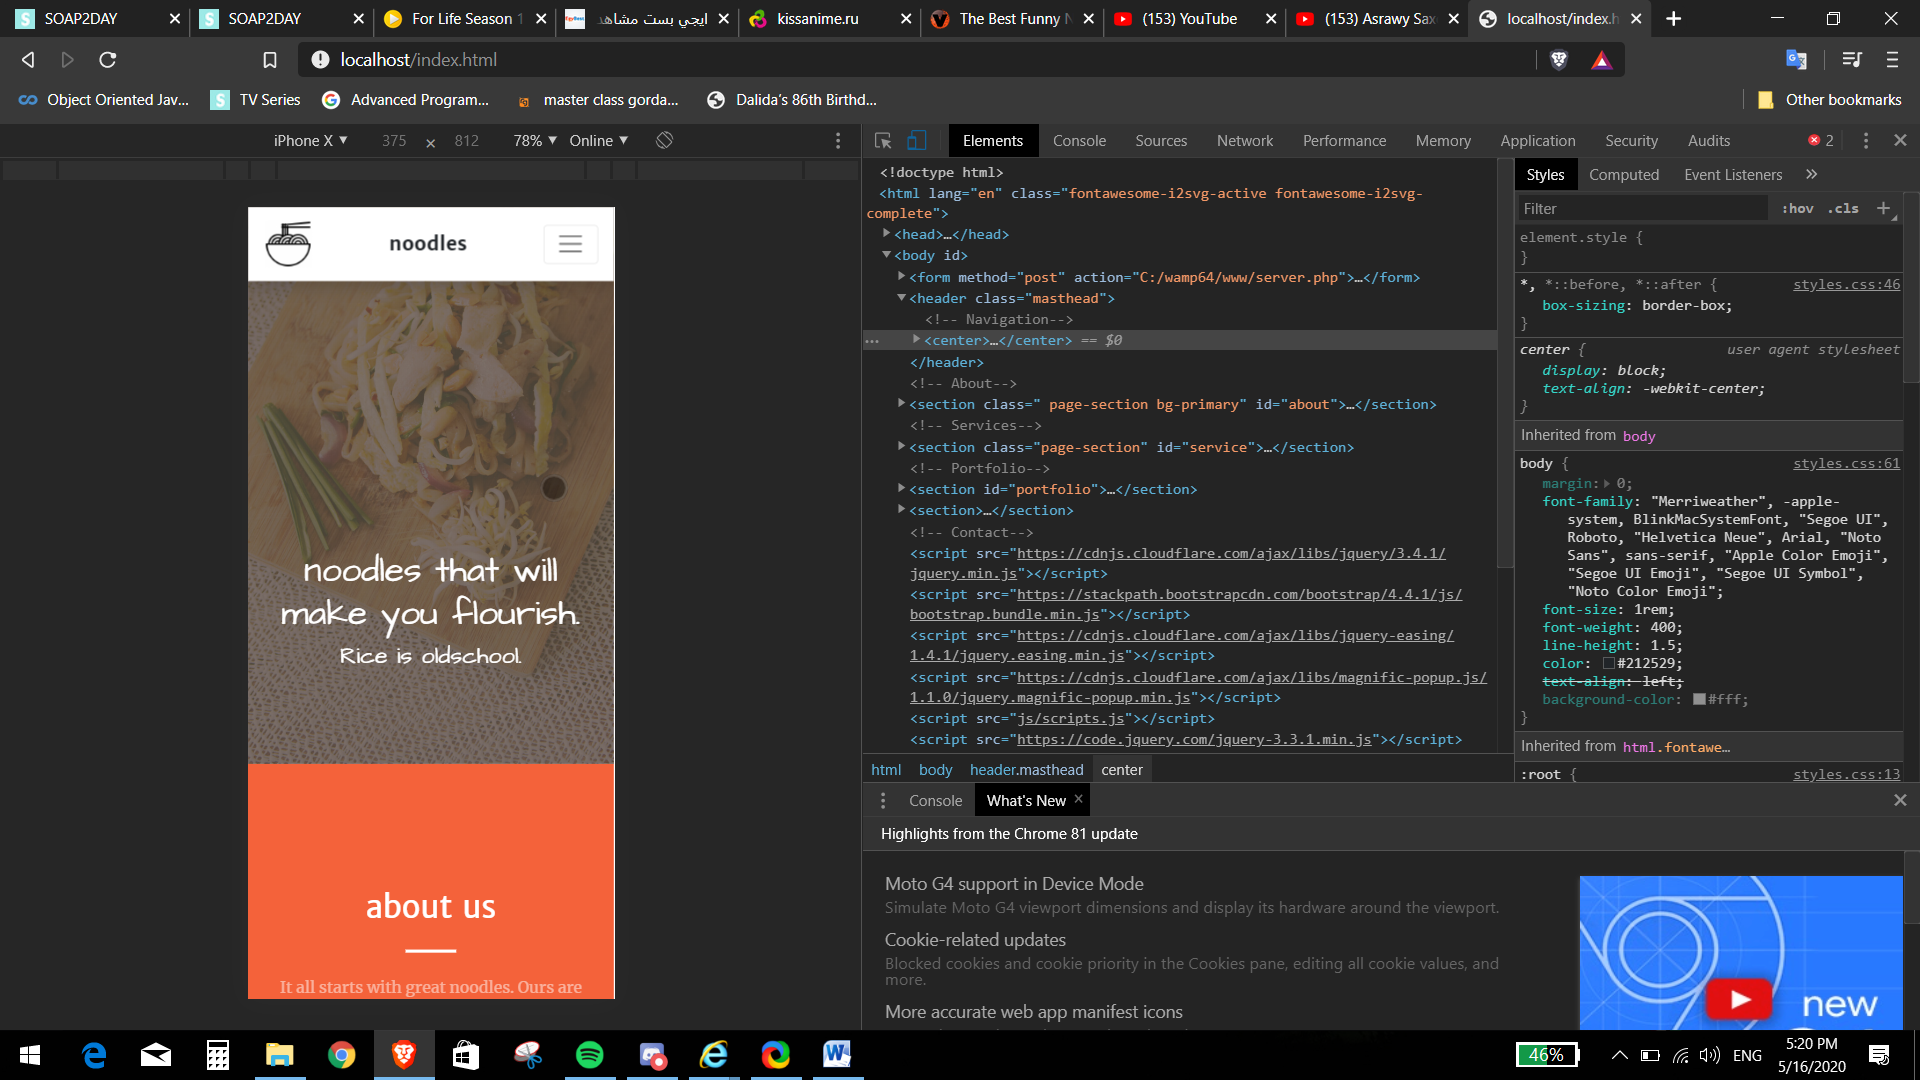 SOAP2DAY
SOAP2DAY
For Life Season 1
ايجي بست مشاهد
kissanime.ru
The Best Funny
(153) YouTube
(153) Asrawy Sax
localhost/index.h
localhost/index.html
Object Oriented Jav...
TV Series
Advanced Program...
master class gorda...
Dalida's 86th Birthd...
Other bookmarks
iPhone X
375
×
812
78%
Online
Elements
Console
Sources
Network
Performance
Memory
Application
Security
Audits
2
noodles
noodles that will
make you flourish.
Rice is oldschool.
about us
It all starts with great noodles. Ours are
<!doctype html>
<html lang="en" class="fontawesome-i2svg-active fontawesome-i2svg-
complete">
<head>…</head>
<body id>
<form method="post" action="C:/wamp64/www/server.php">…</form>
<header class="masthead">
<!-- Navigation-->
<center>…</center> == $0
</header>
<!-- About-->
<section class=" page-section bg-primary" id="about">…</section>
<!-- Services-->
<section class="page-section" id="service">…</section>
<!-- Portfolio-->
<section id="portfolio">…</section>
<section>…</section>
<!-- Contact-->
<script src="https://cdnjs.cloudflare.com/ajax/libs/jquery/3.4.1/
jquery.min.js"></script>
<script src="https://stackpath.bootstrapcdn.com/bootstrap/4.4.1/js/
bootstrap.bundle.min.js"></script>
<script src="https://cdnjs.cloudflare.com/ajax/libs/jquery-easing/
1.4.1/jquery.easing.min.js"></script>
<script src="https://cdnjs.cloudflare.com/ajax/libs/magnific-popup.js/
1.1.0/jquery.magnific-popup.min.js"></script>
<script src="js/scripts.js"></script>
<script src="https://code.jquery.com/jquery-3.3.1.min.js"></script>
html
body
header.masthead
center
Styles
Computed
Event Listeners
Filter
:hov
.cls
element.style {
}
*, *::before, *::after {
styles.css:46
box-sizing: border-box;
}
center {
user agent stylesheet
display: block;
text-align: -webkit-center;
}
Inherited from body
body {
styles.css:61
margin: 0;
font-family: "Merriweather", -apple-
system, BlinkMacSystemFont, "Segoe UI",
Roboto, "Helvetica Neue", Arial, "Noto
Sans", sans-serif, "Apple Color Emoji",
"Segoe UI Emoji", "Segoe UI Symbol",
"Noto Color Emoji";
font-size: 1rem;
font-weight: 400;
line-height: 1.5;
color: #212529;
text-align: left;
background-color: #fff;
}
Inherited from html.fontawe…
:root {
styles.css:13
Console
What's New
Highlights from the Chrome 81 update
Moto G4 support in Device Mode
Simulate Moto G4 viewport dimensions and display its hardware around the viewport.
Cookie-related updates
Blocked cookies and cookie priority in the Cookies pane, editing all cookie values, and
more.
More accurate web app manifest icons
new
46%
ENG
5:20 PM
5/16/2020